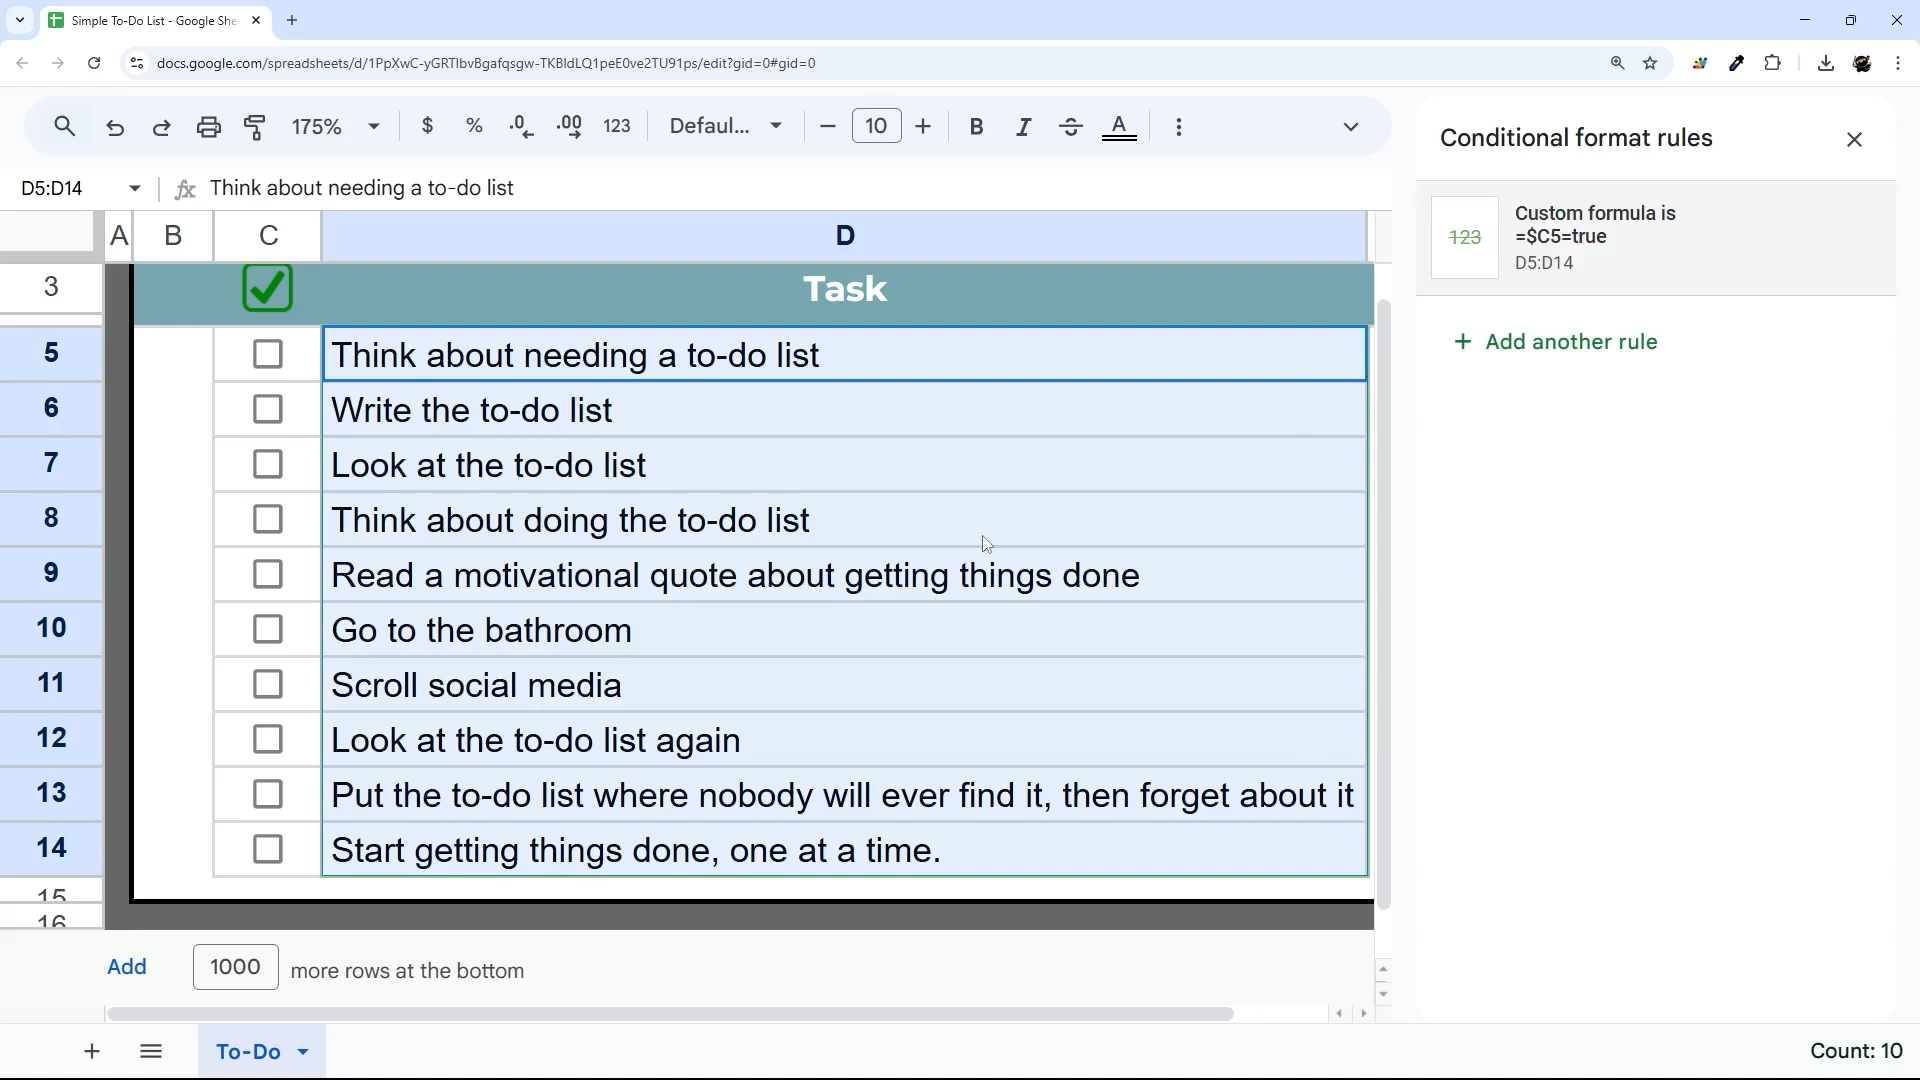 Simple To-Do List - Google She
docs.google.com/spreadsheets/d/1PpXwC-yGRTIbvBgafqsgw-TKBIdLQ1peE0ve2TU91ps/edit?gid=0#gid=0
175% $ % .0 .00 123 Defaul... 10 B I S A
D5:D14 fx Think about needing a to-do list
A B C D
3 Task
5 Think about needing a to-do list
6 Write the to-do list
7 Look at the to-do list
8 Think about doing the to-do list
9 Read a motivational quote about getting things done
10 Go to the bathroom
11 Scroll social media
12 Look at the to-do list again
13 Put the to-do list where nobody will ever find it, then forget about it
14 Start getting things done, one at a time.
15
16
Add 1000 more rows at the bottom
To-Do
Count: 10
Conditional format rules
123
Custom formula is
=$C5=true
D5:D14
+ Add another rule